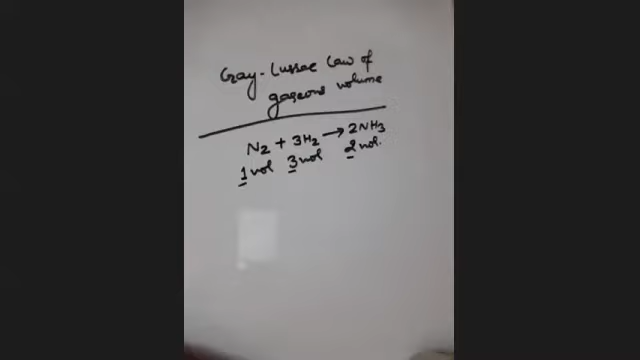 Gay-Lussac Law of
gaseous volume
N2 + 3H2 → 2NH3
1 vol 3 vol 2 vol.